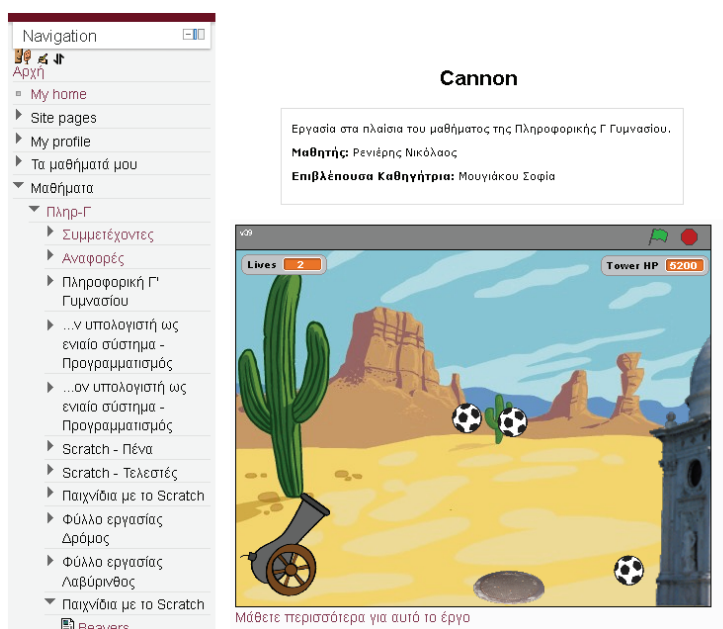 Navigation
Αρχή
My home
Site pages
My profile
Τα μαθήματά μου
Μαθήματα
Πληρ-Γ
Συμμετέχοντες
Αναφορές
Πληροφορική Γ'
Γυμνασίου
...ν υπολογιστή ως
ενιαίο σύστημα -
Προγραμματισμός
...ον υπολογιστή ως
ενιαίο σύστημα -
Προγραμματισμός
Scratch - Πένα
Scratch - Τελεστές
Παιχνίδια με το Scratch
Φύλλο εργασίας
Δρόμος
Φύλλο εργασίας
Λαβύρινθος
Παιχνίδια με το Scratch
Beavers
Cannon
Εργασία στα πλαίσια του μαθήματος της Πληροφορικής Γ Γυμνασίου.
Μαθητής: Ρενιέρης Νικόλαος
Επιβλέπουσα Καθηγήτρια: Μουγιάκου Σοφία
v39
Lives 2
Tower HP 5200
Μάθετε περισσότερα για αυτό το έργο